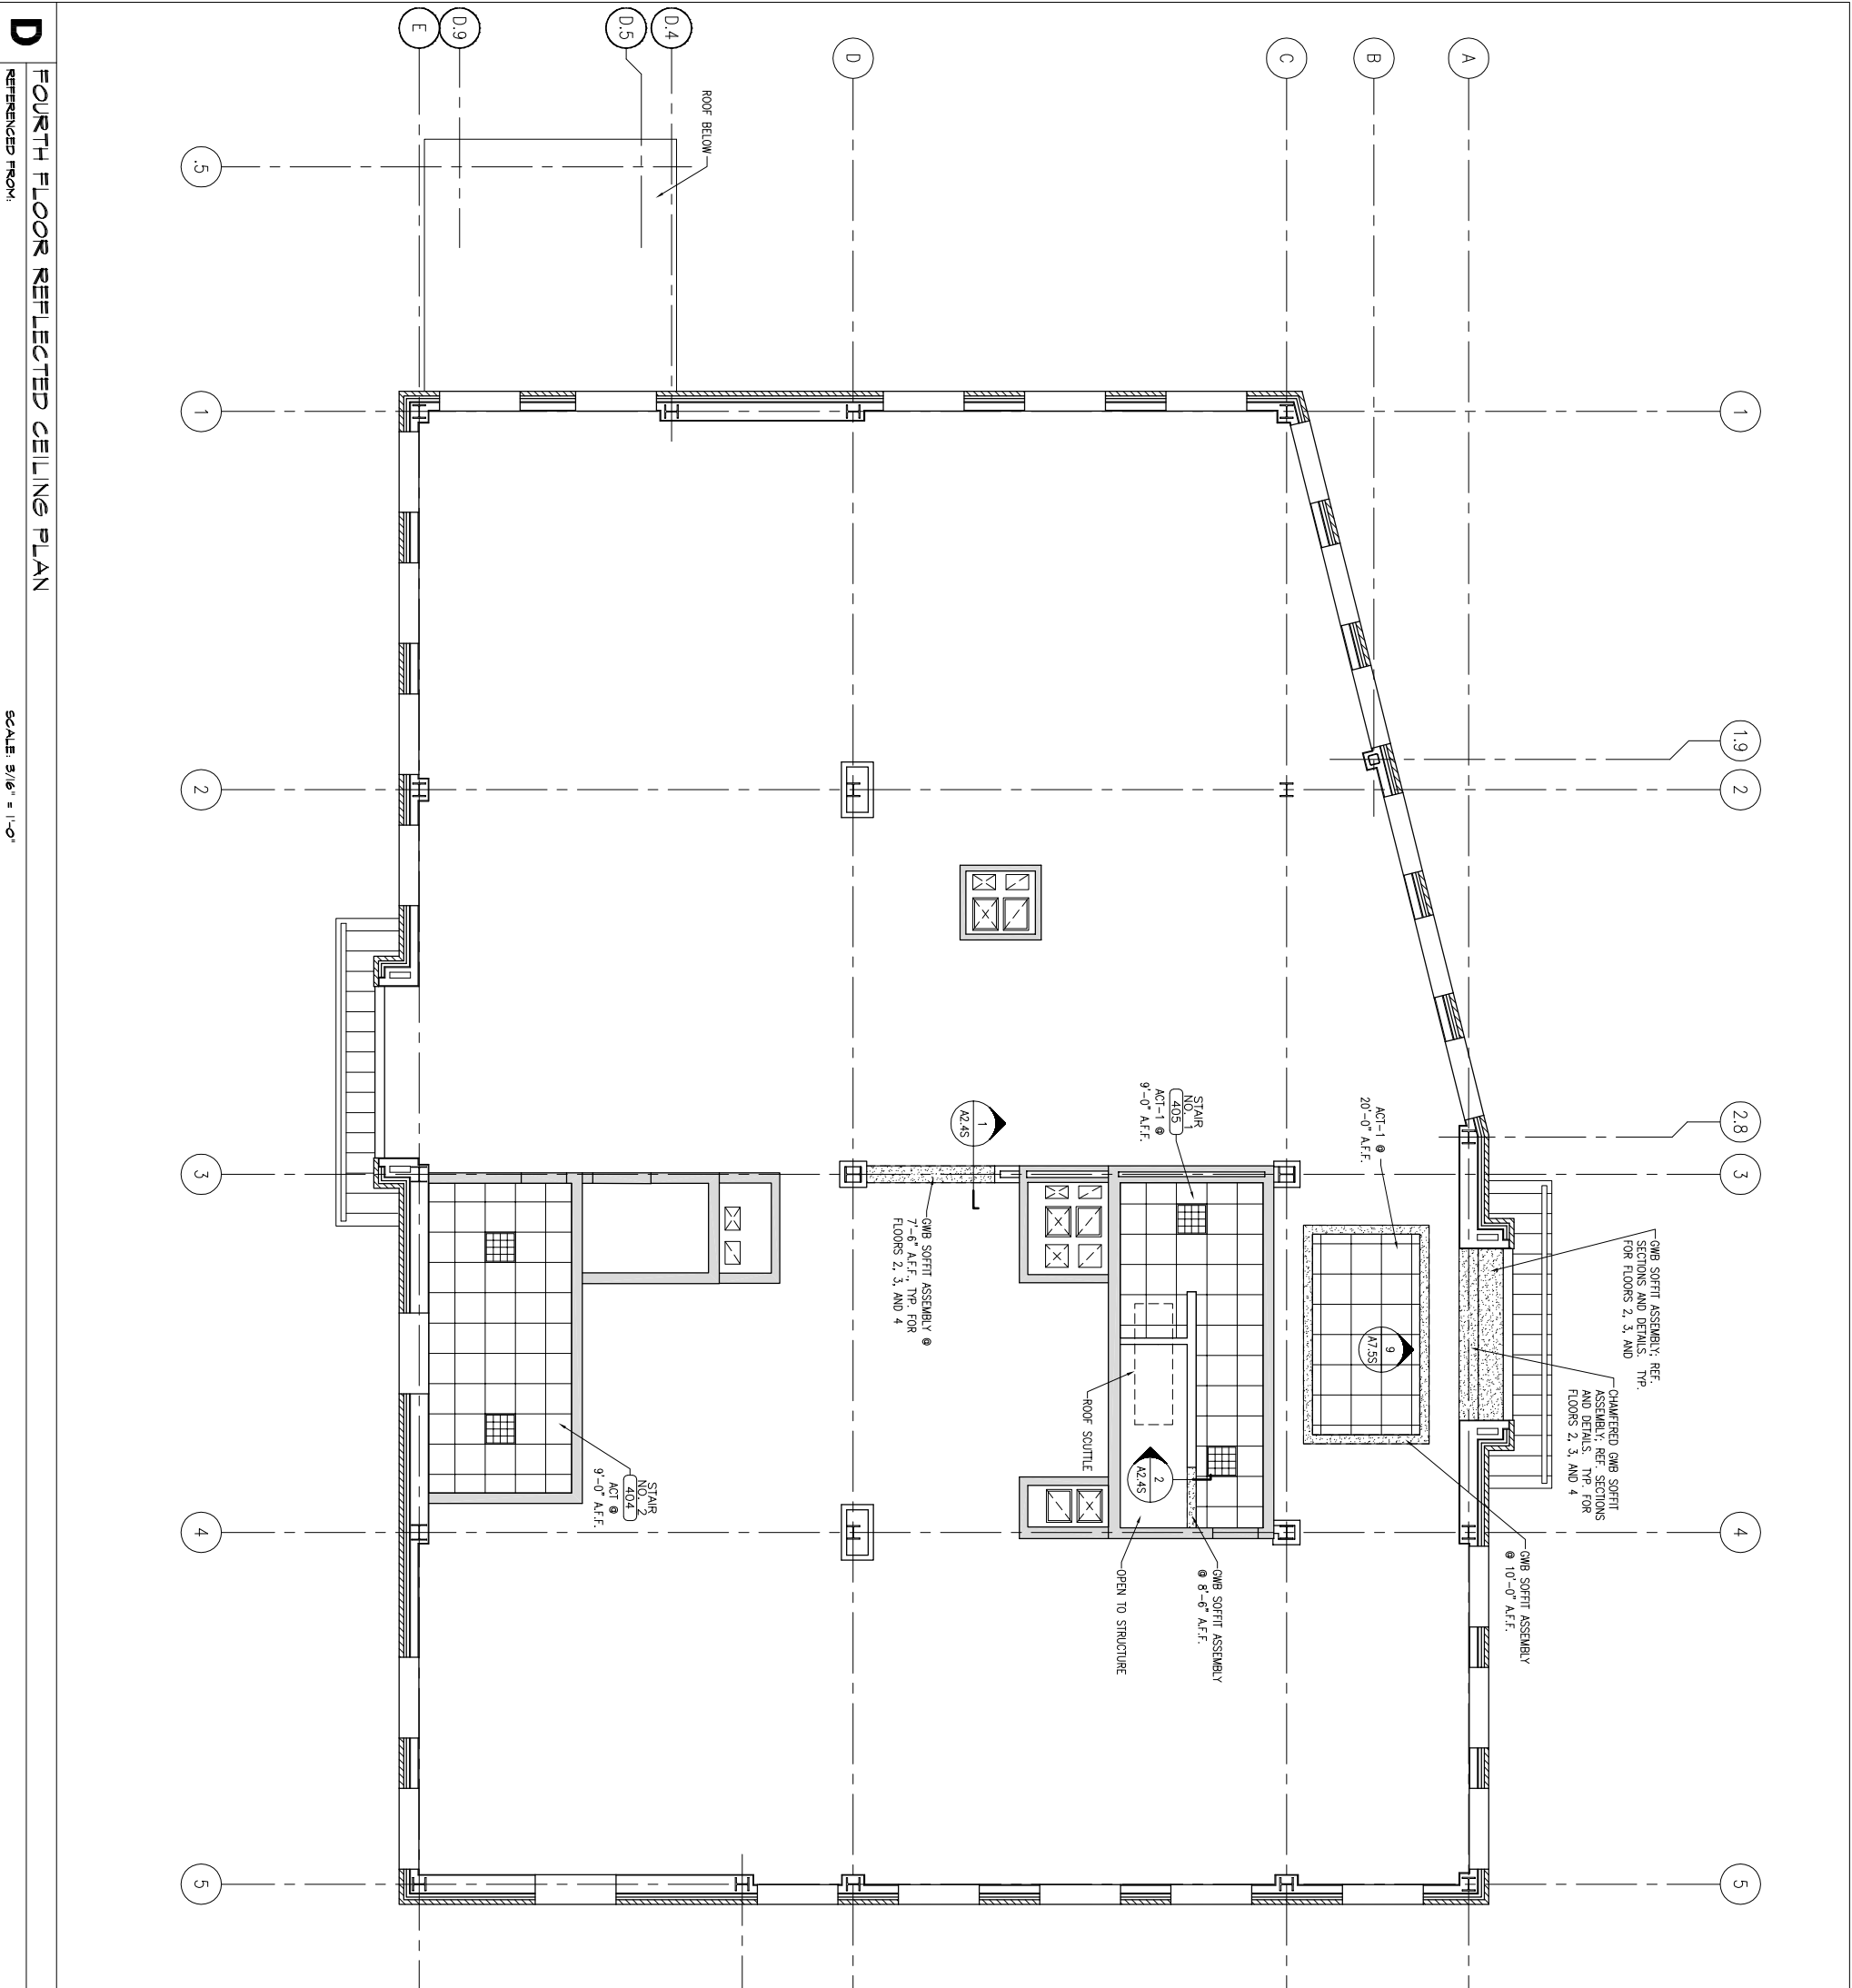 D
FOURTH FLOOR REFLECTED CEILING PLAN
REFERENCED FROM:
SCALE: 3/16" = 1'-0"
E
D.9
D.5
D.4
D
C
B
A
ROOF BELOW
.5
1
2
3
4
5
1
1.9
2
2.8
3
4
5
GWB SOFFIT ASSEMBLY; REF.
SECTIONS AND DETAILS. TYP.
FOR FLOORS 2, 3, AND
CHAMFERED GWB SOFFIT
ASSEMBLY; REF. SECTIONS
AND DETAILS. TYP. FOR
FLOORS 2, 3, AND 4
GWB SOFFIT ASSEMBLY
@ 10'-0" A.F.F.
ACT-1 @
20'-0" A.F.F.
9
A7.5S
STAIR
NO. 1
405
ACT-1 @
9'-0" A.F.F.
1
A2.4S
GWB SOFFIT ASSEMBLY @
7'-6" A.F.F., TYP. FOR
FLOORS 2, 3, AND 4
2
A2.4S
GWB SOFFIT ASSEMBLY
@ 8'-6" A.F.F.
OPEN TO STRUCTURE
ROOF SCUTTLE
STAIR
NO. 2
404
ACT @
9'-0" A.F.F.